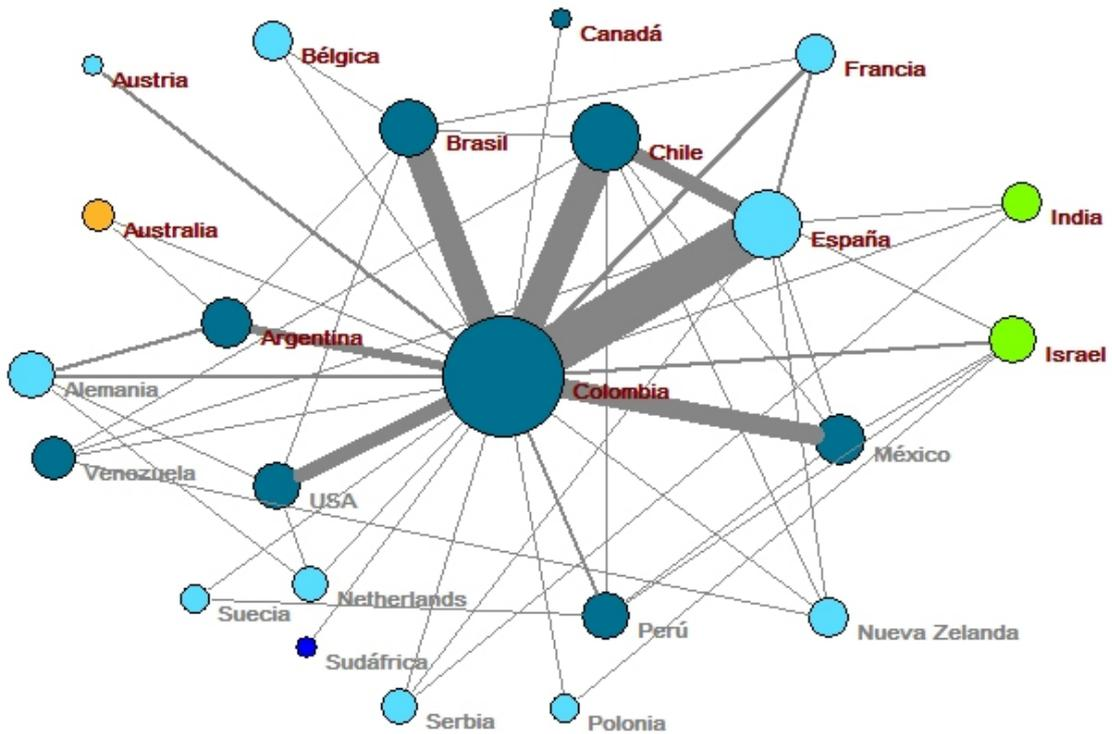 Canadá
Bélgica
Francia
Austria
Brasil
Chile
India
Australia
España
Argentina
Israel
Alemania
Colombia
México
Venezuela
USA
Netherlands
Suecia
Perú
Nueva Zelanda
Sudáfrica
Serbia
Polonia